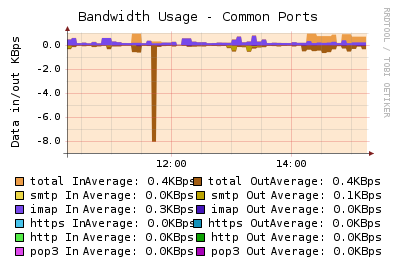 Bandwidth Usage - Common Ports
RRDTOOL / TOBI OETIKER
Data in/out KBps
0.0
-2.0
-4.0
-6.0
-8.0
12:00 14:00
total InAverage: 0.4KBps total OutAverage: 0.4KBps
smtp In Average: 0.0KBps smtp Out Average: 0.1KBps
imap In Average: 0.3KBps imap Out Average: 0.0KBps
https InAverage: 0.0KBps https OutAverage: 0.0KBps
http In Average: 0.0KBps http Out Average: 0.0KBps
pop3 In Average: 0.0KBps pop3 Out Average: 0.0KBps